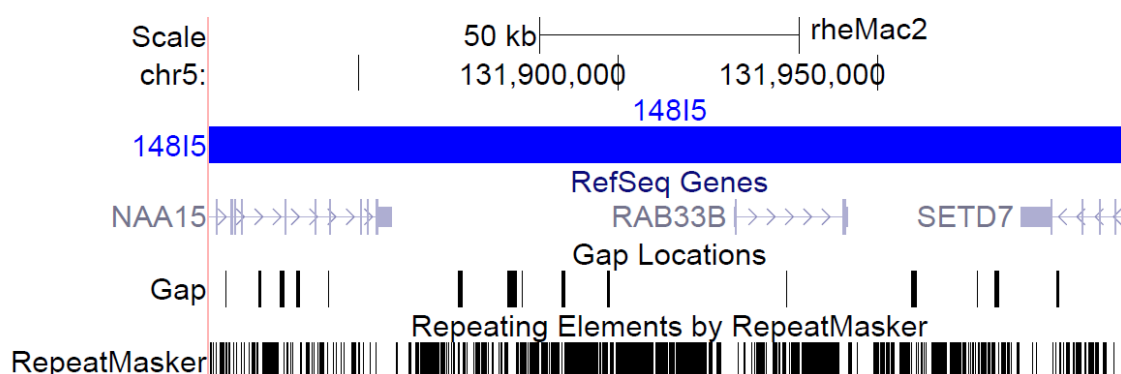 Scale 50 kb rheMac2
chr5: 131,900,000 131,950,000
148I5
148I5
RefSeq Genes
NAA15 RAB33B SETD7
Gap Locations
Gap
Repeating Elements by RepeatMasker
RepeatMasker